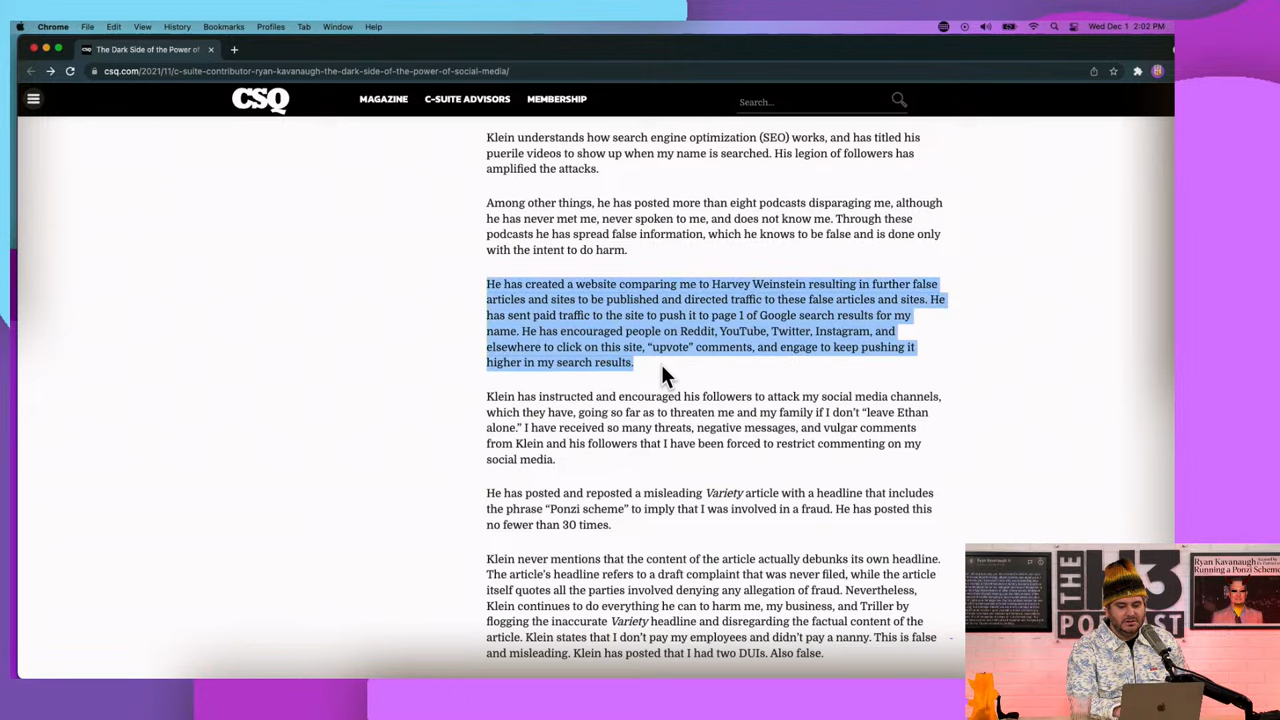 Chrome File Edit View History Bookmarks Profiles Tab Window Help
Wed Dec 1 2:02 PM
CSQ The Dark Side of the Power of
csq.com/2021/11/c-suite-contributor-ryan-kavanaugh-the-dark-side-of-the-power-of-social-media/
CSQ MAGAZINE C-SUITE ADVISORS MEMBERSHIP Search...
Klein understands how search engine optimization (SEO) works, and has titled his
puerile videos to show up when my name is searched. His legion of followers has
amplified the attacks.
Among other things, he has posted more than eight podcasts disparaging me, although
he has never met me, never spoken to me, and does not know me. Through these
podcasts he has spread false information, which he knows to be false and is done only
with the intent to do harm.
He has created a website comparing me to Harvey Weinstein resulting in further false
articles and sites to be published and directed traffic to these false articles and sites. He
has sent paid traffic to the site to push it to page 1 of Google search results for my
name. He has encouraged people on Reddit, YouTube, Twitter, Instagram, and
elsewhere to click on this site, “upvote” comments, and engage to keep pushing it
higher in my search results.
Klein has instructed and encouraged his followers to attack my social media channels,
which they have, going so far as to threaten me and my family if I don’t “leave Ethan
alone.” I have received so many threats, negative messages, and vulgar comments
from Klein and his followers that I have been forced to restrict commenting on my
social media.
He has posted and reposted a misleading Variety article with a headline that includes
the phrase “Ponzi scheme” to imply that I was involved in a fraud. He has posted this
no fewer than 30 times.
Klein never mentions that the content of the article actually debunks its own headline.
The article’s headline refers to a draft complaint that was never filed, while the article
itself quotes all the parties involved denying any allegation of fraud. Nevertheless,
Klein continues to do everything he can to harm me, my business, and Triller by
flogging the inaccurate Variety headline and disregarding the factual content of the
article. Klein states that I don’t pay my employees and didn’t pay a nanny. This is false
and misleading. Klein has posted that I had two DUIs. Also false.
THE
Ryan Kavanaugh
Running a Ponzi Scheme